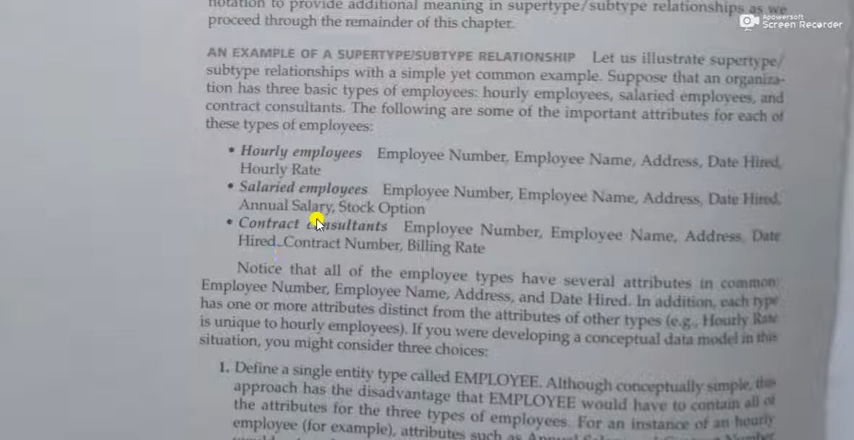 notation to provide additional meaning in supertype/subtype relationships as we
proceed through the remainder of this chapter.
Apowersoft
Screen Recorder
AN EXAMPLE OF A SUPERTYPE/SUBTYPE RELATIONSHIP Let us illustrate supertype/
subtype relationships with a simple yet common example. Suppose that an organiza-
tion has three basic types of employees: hourly employees, salaried employees, and
contract consultants. The following are some of the important attributes for each of
these types of employees:
• Hourly employees Employee Number, Employee Name, Address, Date Hired,
Hourly Rate
• Salaried employees Employee Number, Employee Name, Address, Date Hired,
Annual Salary, Stock Option
• Contract consultants Employee Number, Employee Name, Address, Date
Hired, Contract Number, Billing Rate
Notice that all of the employee types have several attributes in common:
Employee Number, Employee Name, Address, and Date Hired. In addition, each type
has one or more attributes distinct from the attributes of other types (e.g., Hourly Rate
is unique to hourly employees). If you were developing a conceptual data model in this
situation, you might consider three choices:
1. Define a single entity type called EMPLOYEE. Although conceptually simple, this
approach has the disadvantage that EMPLOYEE would have to contain all of
the attributes for the three types of employees. For an instance of an hourly
employee (for example), attributes such as Annual Salary